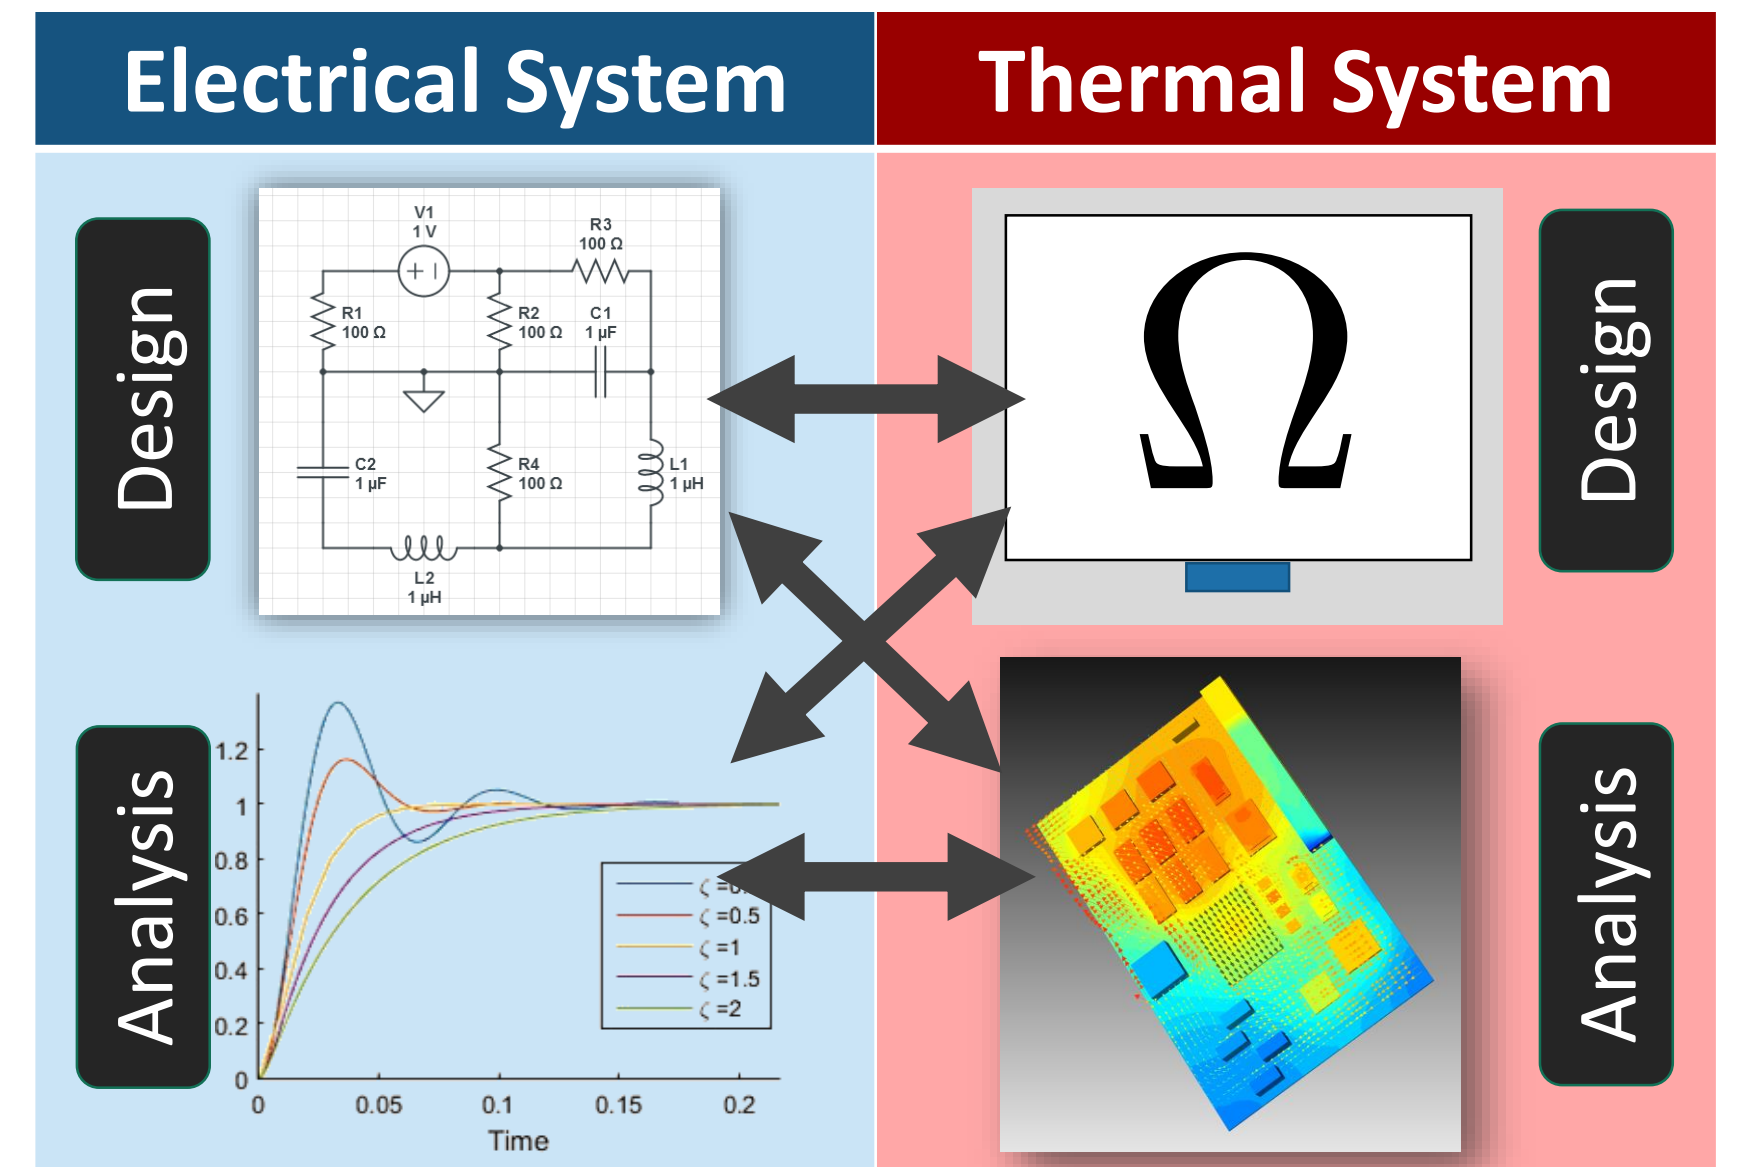 Electrical System
Thermal System
Design
V1
1 V
R3
100 Ω
R1
100 Ω
R2
100 Ω
C1
1 µF
C2
1 µF
R4
100 Ω
L1
1 µH
L2
1 µH
Ω
Design
Analysis
1.2
1
0.8
0.6
0.4
0.2
0
0
0.05
0.1
0.15
0.2
Time
ζ =0.
ζ =0.5
ζ =1
ζ =1.5
ζ =2
Analysis